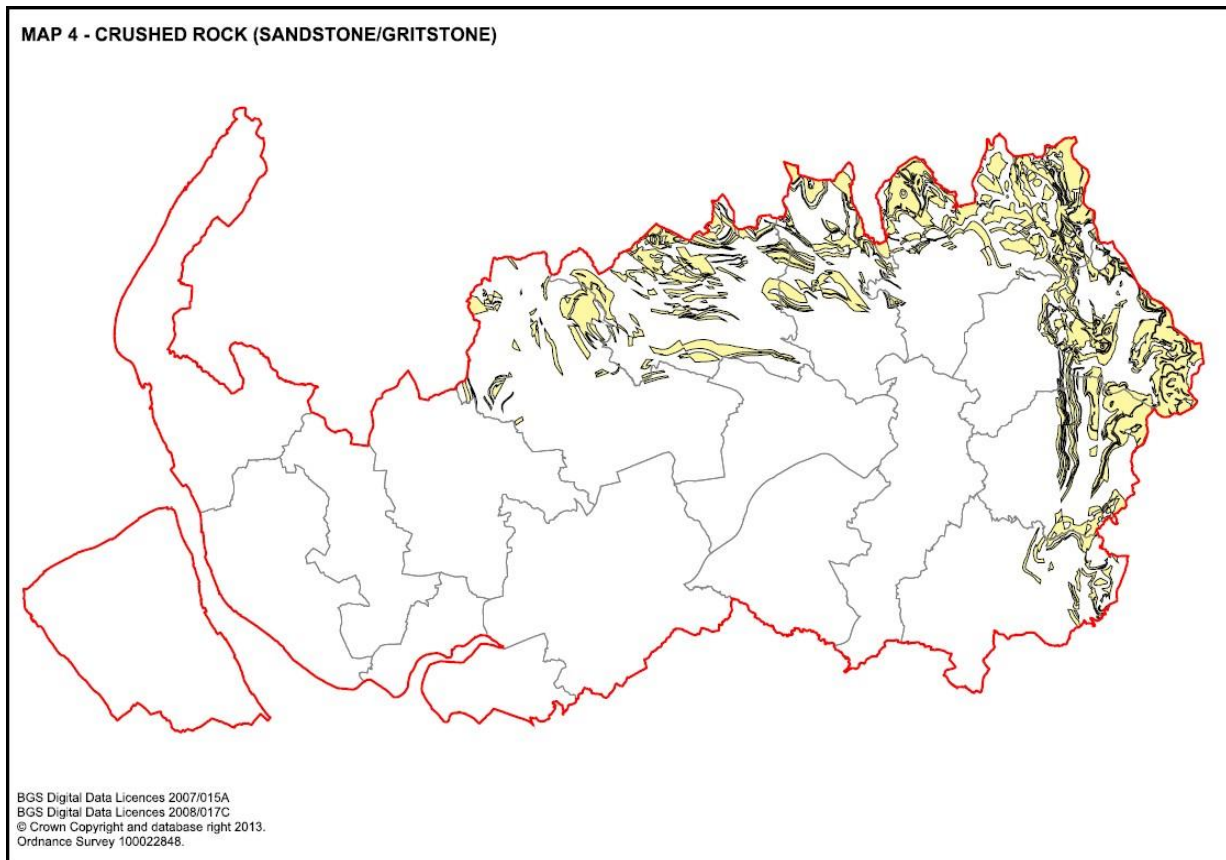 MAP 4 - CRUSHED ROCK (SANDSTONE/GRITSTONE)
BGS Digital Data Licences 2007/015A
BGS Digital Data Licences 2008/017C
© Crown Copyright and database right 2013.
Ordnance Survey 100022848.